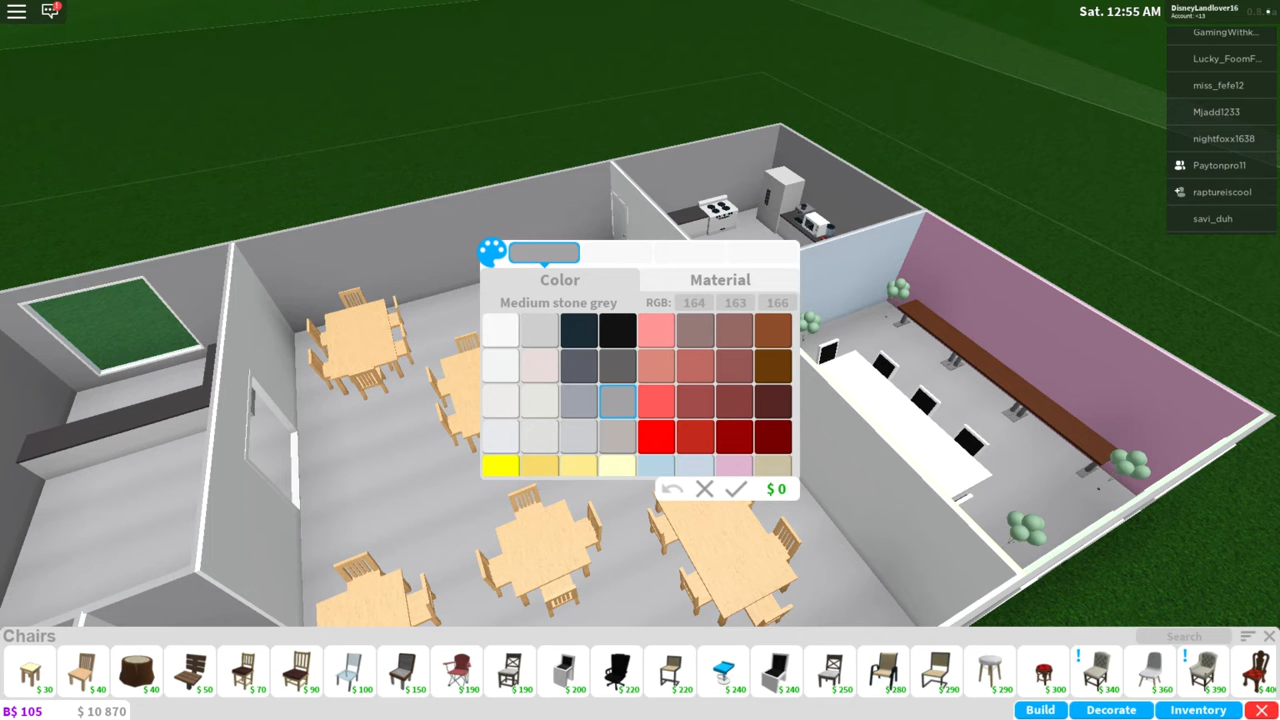 Sat. 12:55 AM
DisneyLandlover16
Account: <13
GamingWithk...
Lucky_FoomF...
miss_fefe12
Mjadd1233
nightfoxx1638
Paytonpro11
raptureiscool
savi_duh
Color
Material
Medium stone grey
RGB: 164 163 166
$ 0
Chairs
Search
$ 30
$ 40
$ 40
$ 50
$ 70
$ 90
$ 100
$ 150
$ 190
$ 190
$ 200
$ 220
$ 220
$ 240
$ 240
$ 250
$ 280
$ 290
$ 290
$ 300
$ 340
$ 360
$ 390
B$ 105
$ 10 870
Build
Decorate
Inventory